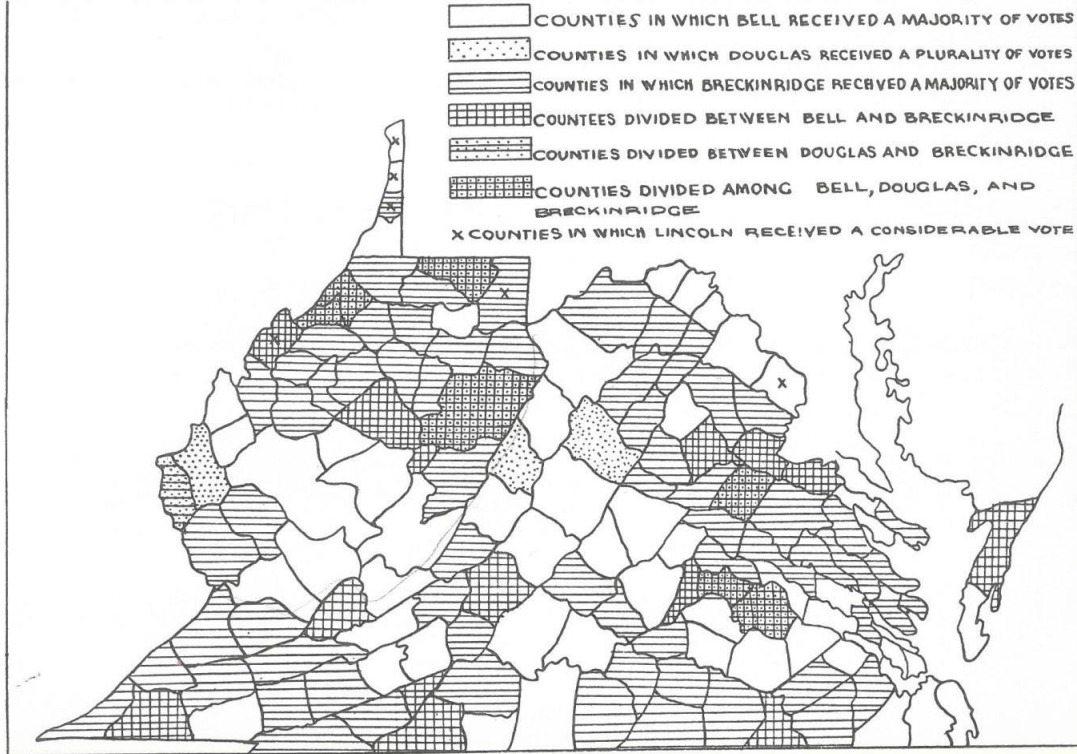 COUNTIES IN WHICH BELL RECEIVED A MAJORITY OF VOTES
COUNTIES IN WHICH DOUGLAS RECEIVED A PLURALITY OF VOTES
COUNTIES IN WHICH BRECKINRIDGE RECEIVED A MAJORITY OF VOTES
COUNTEES DIVIDED BETWEEN BELL AND BRECKINRIDGE
COUNTIES DIVIDED BETWEEN DOUGLAS AND BRECKINRIDGE
COUNTIES DIVIDED AMONG BELL, DOUGLAS, AND
BRECKINRIDGE
X COUNTIES IN WHICH LINCOLN RECEIVED A CONSIDERABLE VOTE
X
X
X
X
X
X